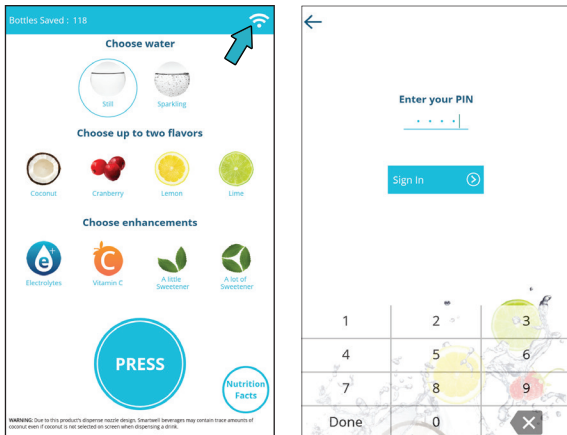 Bottles Saved : 118
Choose water
Still
Sparkling
Choose up to two flavors
Coconut
Cranberry
Lemon
Lime
Choose enhancements
e+
C
Electrolytes
Vitamin C
A little
Sweetener
A lot of
Sweetener
PRESS
Nutrition
Facts
WARNING: Due to this product's dispense nozzle design, Smartwell beverages may contain trace amounts of
coconut even if coconut is not selected on screen when dispensing a drink.
Enter your PIN
Sign In
1 2 3
4 5 6
7 8 9
Done 0